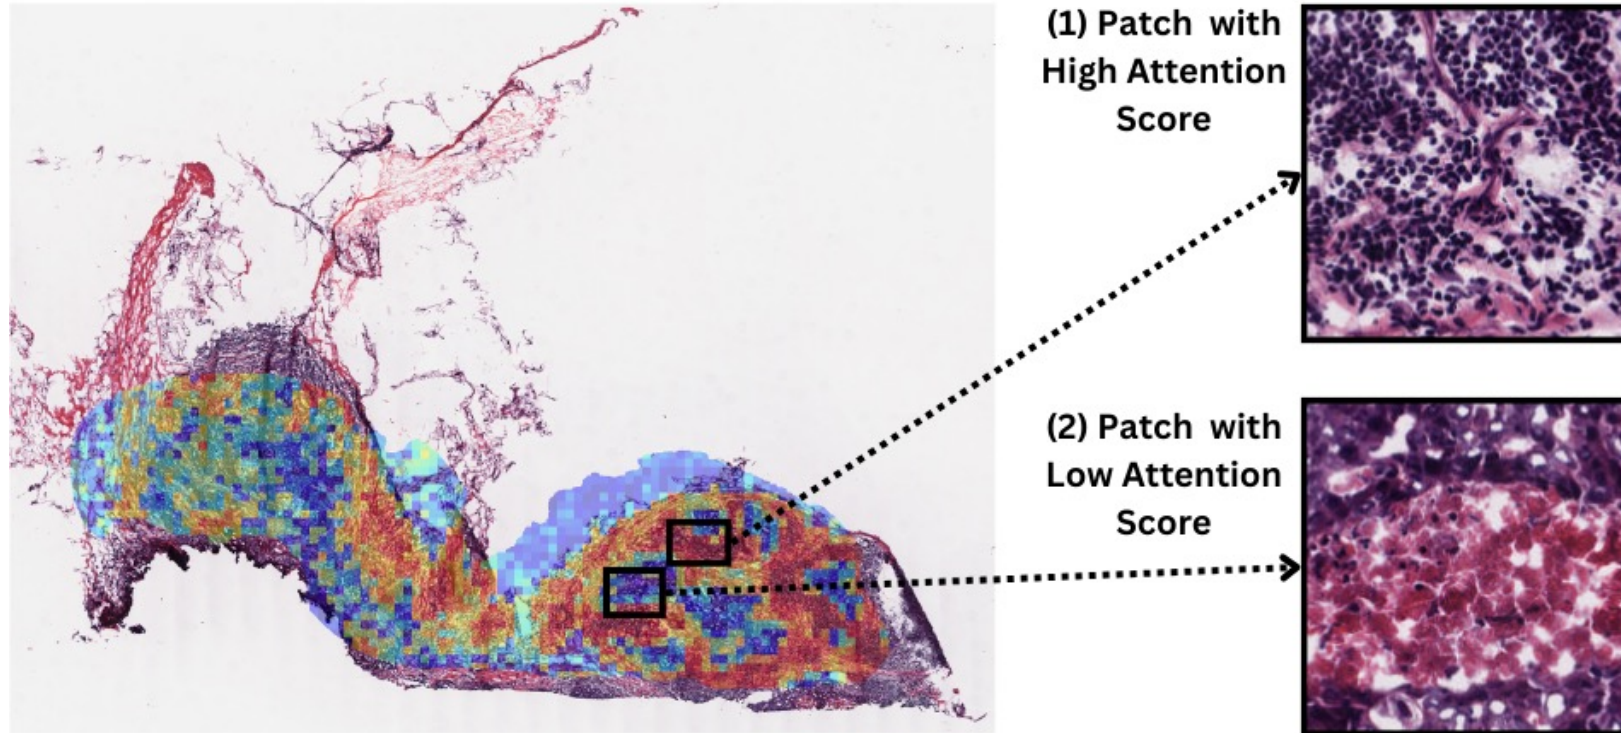 (1) Patch with
High Attention
Score
(2) Patch with
Low Attention
Score